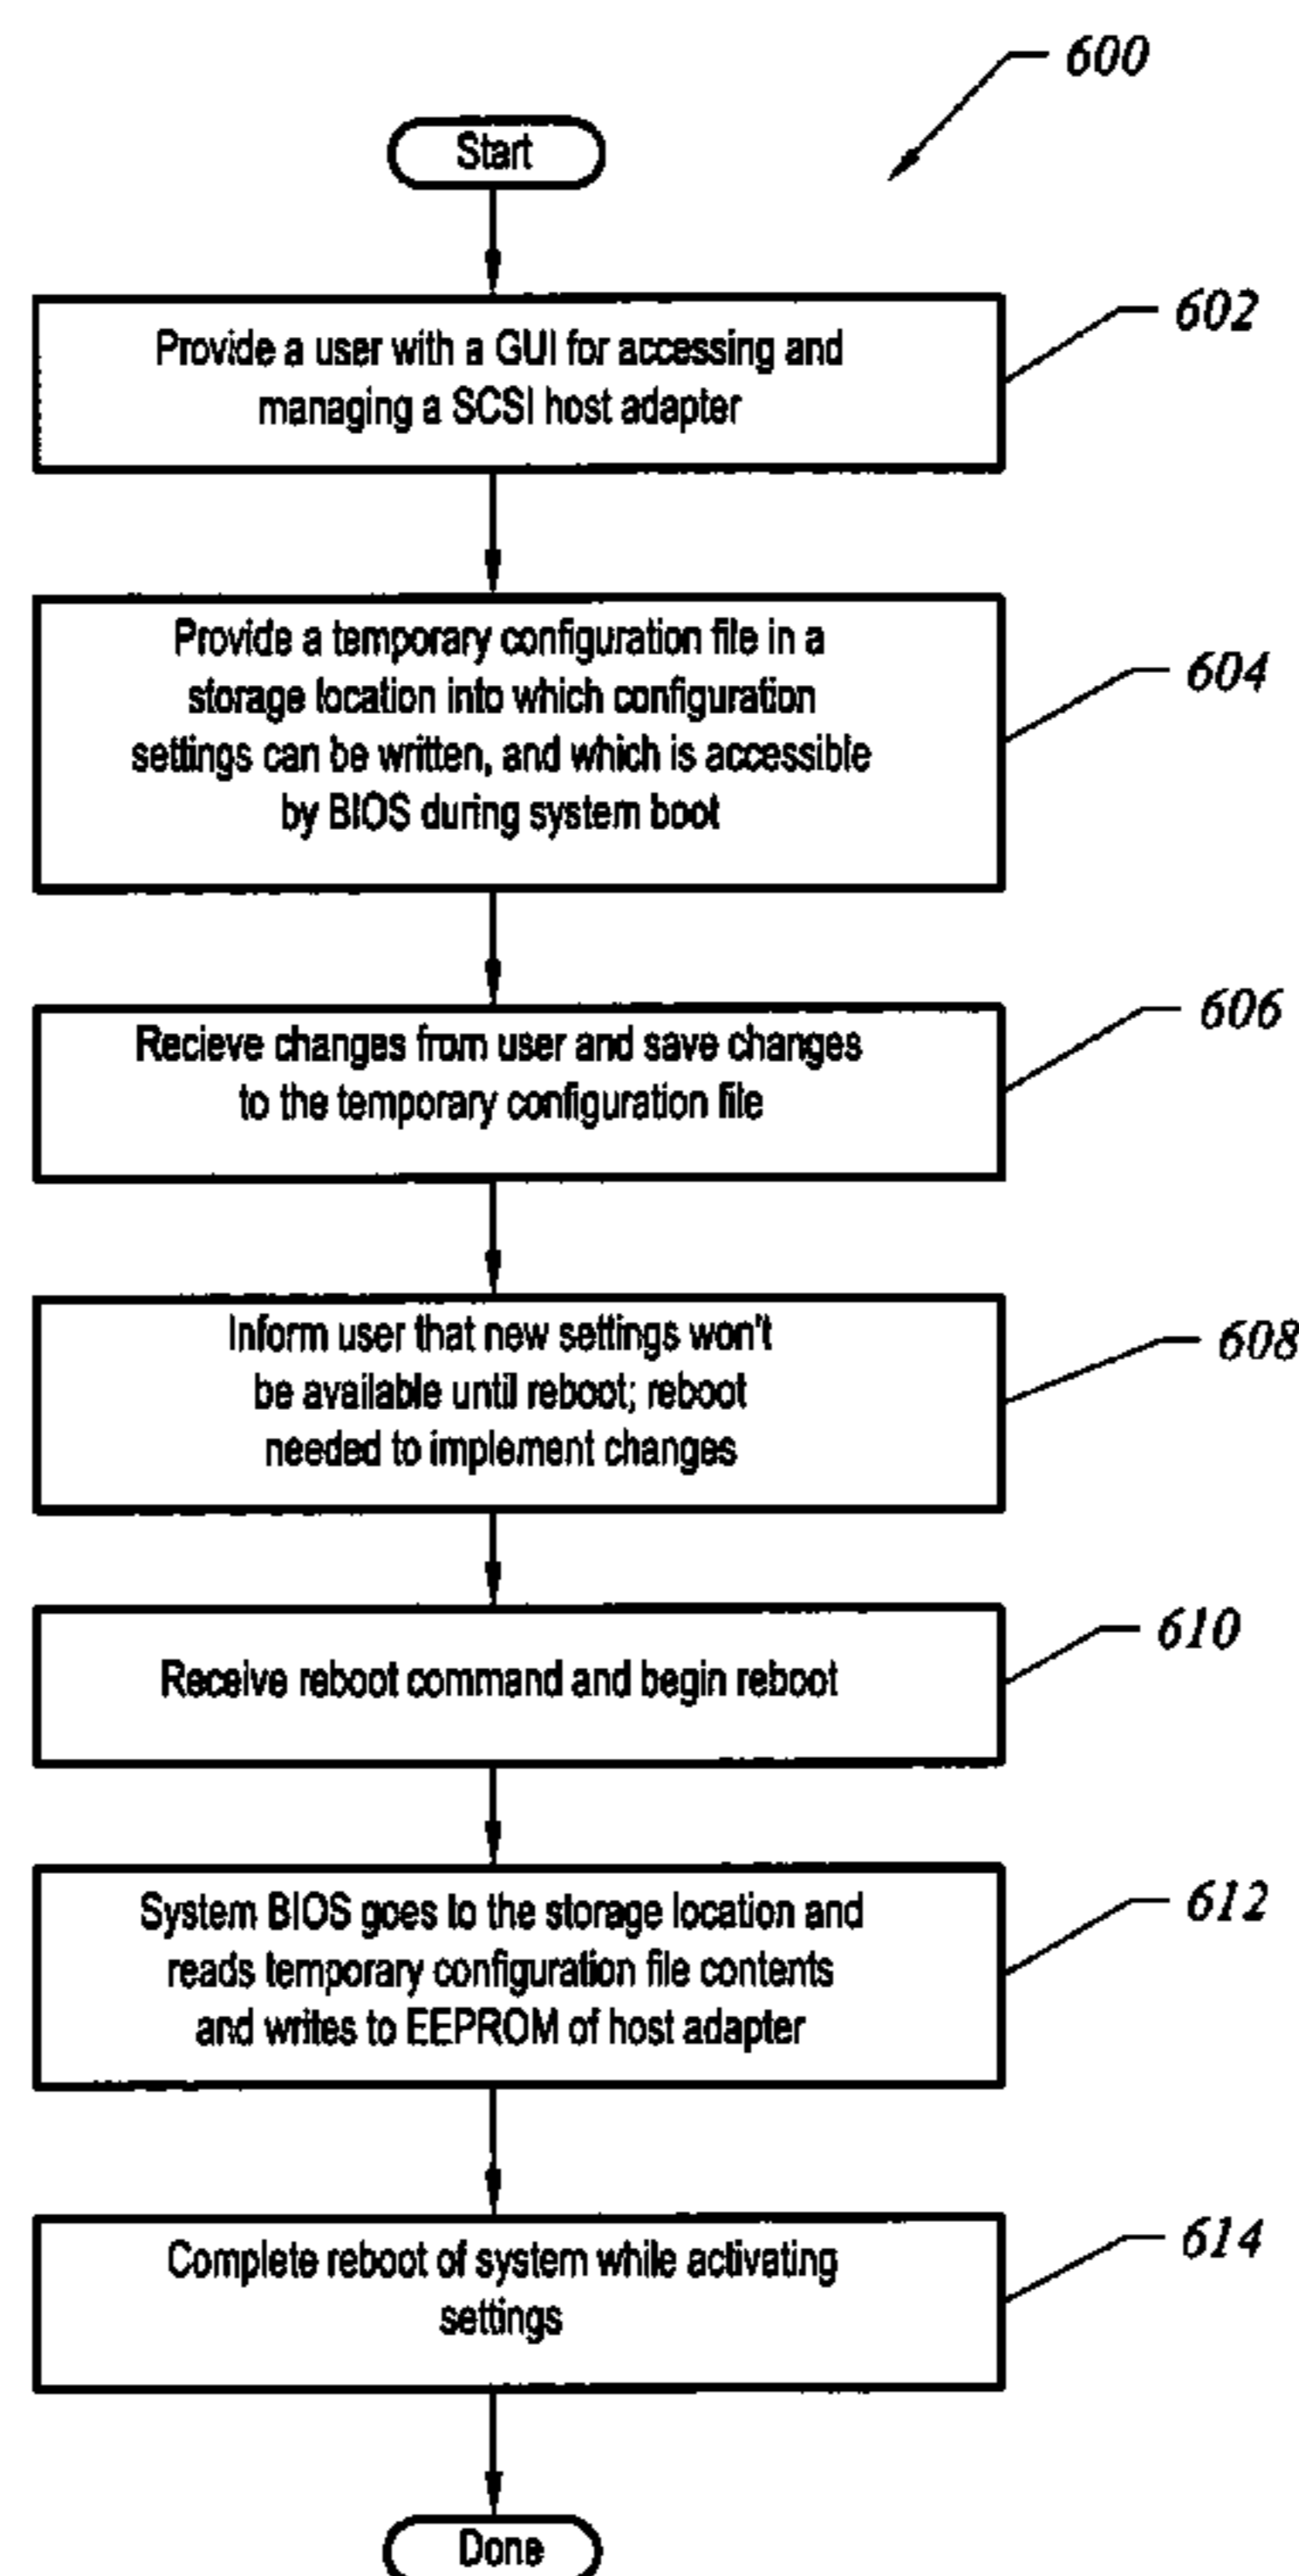 600
Start
602
Provide a user with a GUI for accessing and
managing a SCSI host adapter
604
Provide a temporary configuration file in a
storage location into which configuration
settings can be written, and which is accessible
by BIOS during system boot
606
Recieve changes from user and save changes
to the temporary configuration file
608
Inform user that new settings won't
be available until reboot; reboot
needed to implement changes
610
Receive reboot command and begin reboot
612
System BIOS goes to the storage location and
reads temporary configuration file contents
and writes to EEPROM of host adapter
614
Complete reboot of system while activating
settings
Done